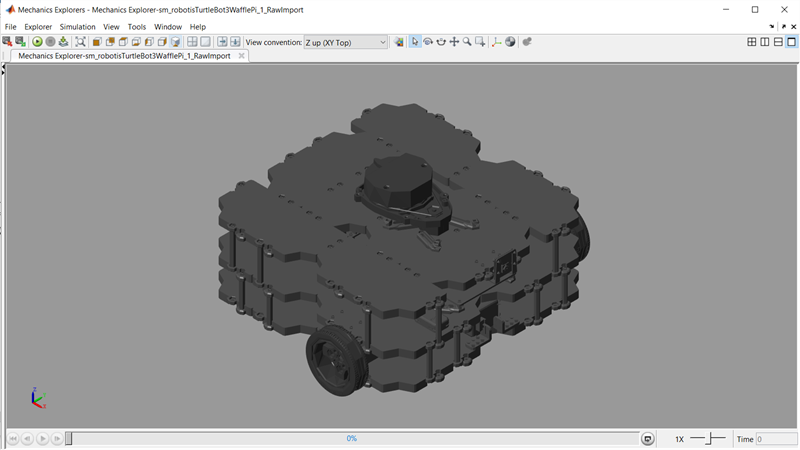 Mechanics Explorers - Mechanics Explorer-sm_robotisTurtleBot3WafflePi_1_RawImport
File Explorer Simulation View Tools Window Help
View convention: Z up (XY Top)
Mechanics Explorer-sm_robotisTurtleBot3WafflePi_1_RawImport
Z
X
0%
1X
Time 0